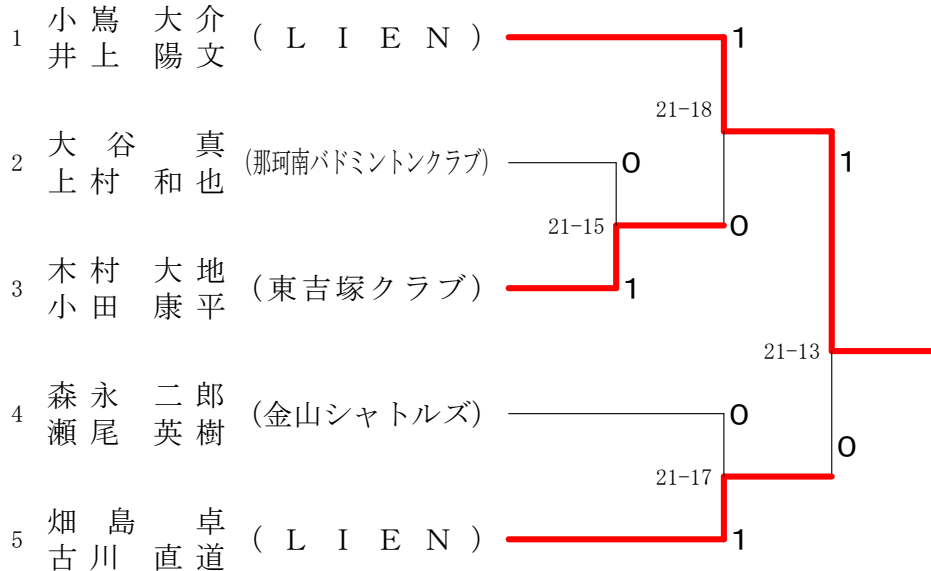 1 小嶌 大介
井上 陽文
(LIEN)
1
21-18
2 大谷 真
上村 和也
(那珂南バドミントンクラブ)
0
1
21-15
0
3 木村 大地
小田 康平
(東吉塚クラブ)
1
21-13
4 森永 二郎
瀬尾 英樹
(金山シャトルズ)
0
0
21-17
5 畑島 卓
古川 直道
(LIEN)
1